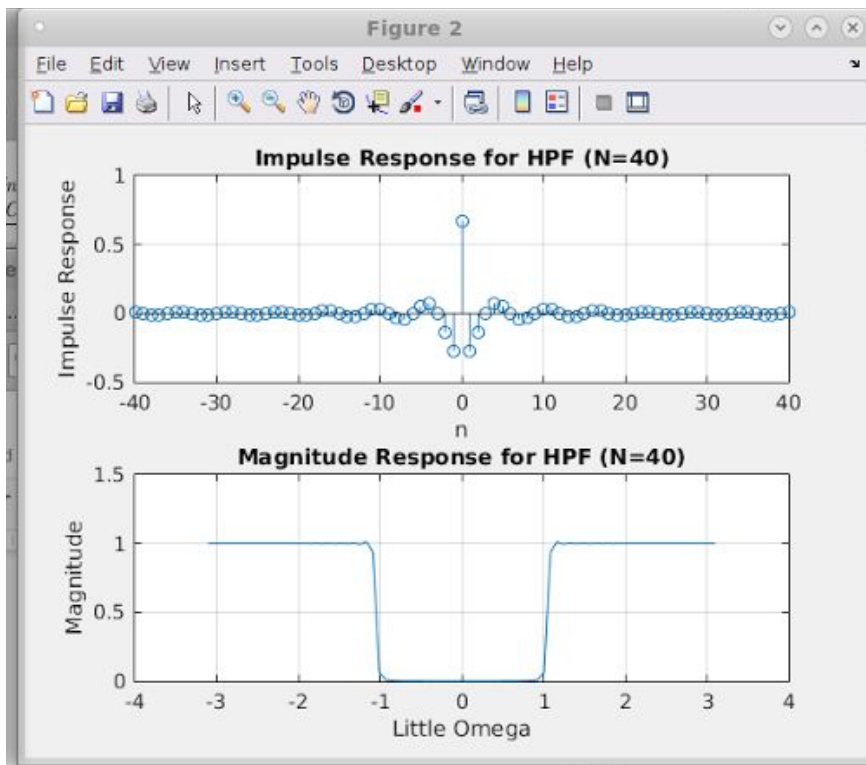 Figure 2
File Edit View Insert Tools Desktop Window Help
Impulse Response for HPF (N=40)
Impulse Response
1
0.5
0
-0.5
-40 -30 -20 -10 0 10 20 30 40
n
Magnitude Response for HPF (N=40)
Magnitude
1.5
1
0.5
0
-4 -3 -2 -1 0 1 2 3 4
Little Omega